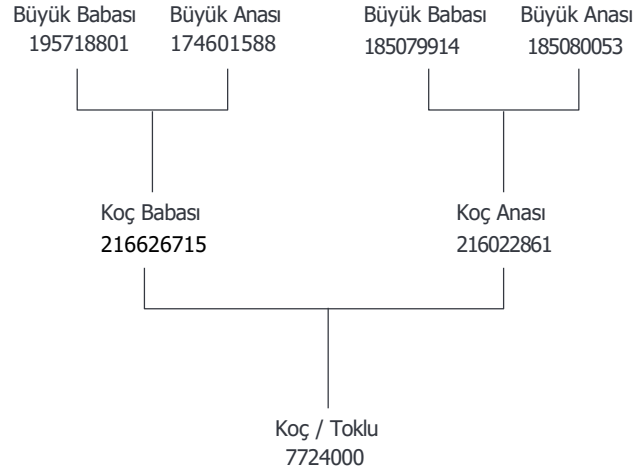 Büyük Babası Büyük Anası Büyük Babası Büyük Anası
195718801 174601588 185079914 185080053
Koç Babası Koç Anası
216626715 216022861
Koç / Toklu
7724000